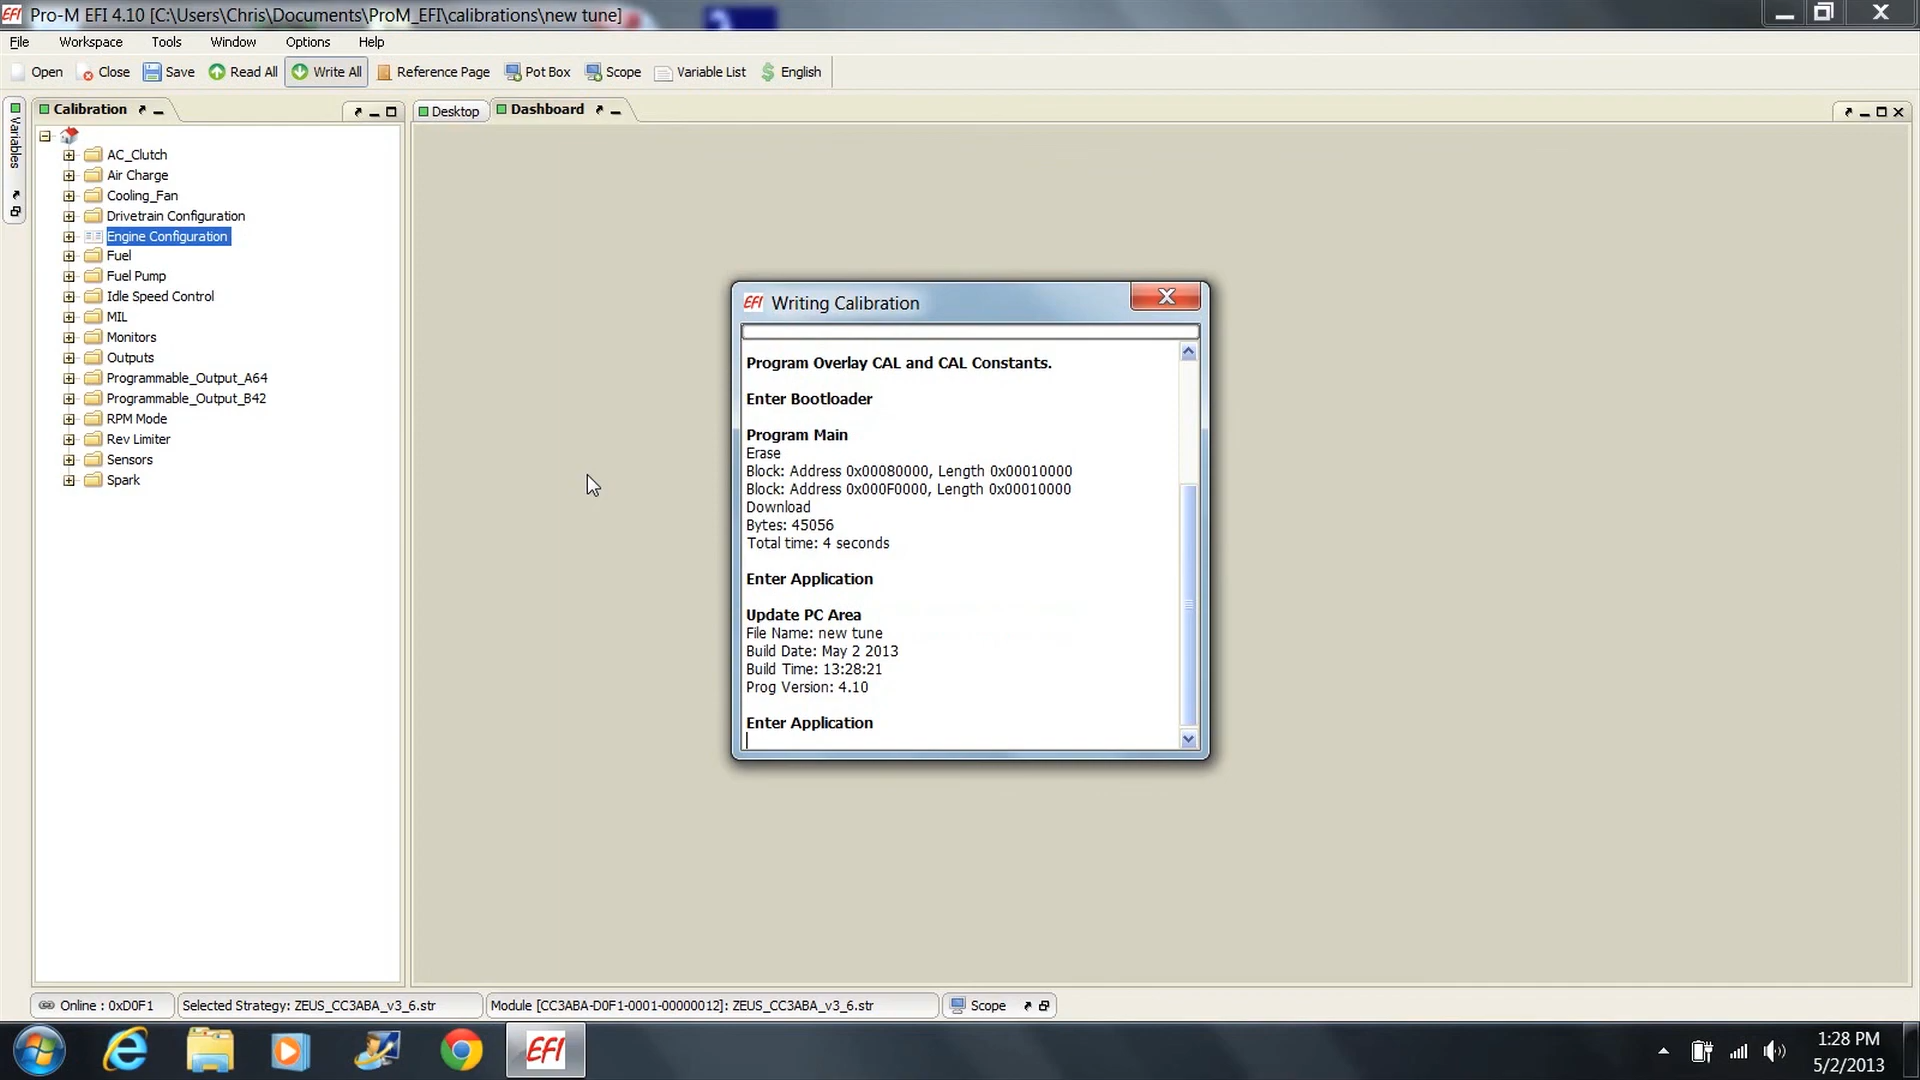 EFI Pro-M EFI 4.10 [C:\Users\Chris\Documents\ProM_EFI\calibrations\new tune]
File Workspace Tools Window Options Help
Open Close Save Read All Write All Reference Page Pot Box Scope Variable List English
Variables
Calibration
Desktop Dashboard
AC_Clutch
Air Charge
Cooling_Fan
Drivetrain Configuration
Engine Configuration
Fuel
Fuel Pump
Idle Speed Control
MIL
Monitors
Outputs
Programmable_Output_A64
Programmable_Output_B42
RPM Mode
Rev Limiter
Sensors
Spark
EFI Writing Calibration
Program Overlay CAL and CAL Constants.
Enter Bootloader
Program Main
Erase
Block: Address 0x00080000, Length 0x00010000
Block: Address 0x000F0000, Length 0x00010000
Download
Bytes: 45056
Total time: 4 seconds
Enter Application
Update PC Area
File Name: new tune
Build Date: May 2 2013
Build Time: 13:28:21
Prog Version: 4.10
Enter Application
Online : 0xD0F1 Selected Strategy: ZEUS_CC3ABA_v3_6.str Module [CC3ABA-D0F1-0001-00000012]: ZEUS_CC3ABA_v3_6.str Scope
EFI
1:28 PM
5/2/2013